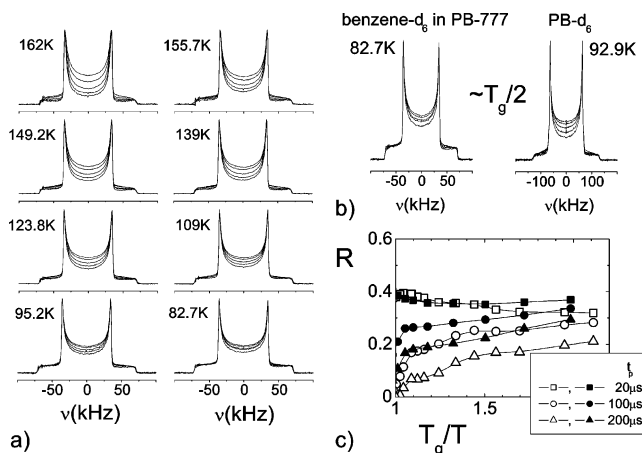 162K
155.7K
149.2K
139K
123.8K
109K
95.2K
82.7K
-50 0 50
-50 0 50
ν(kHz)
ν(kHz)
a)
benzene-d6 in PB-777
PB-d6
82.7K
92.9K
~Tg/2
-50 0 50
-100 0 100
ν(kHz)
ν(kHz)
b)
0.6
R
0.4
0.2
0
1
1.5
Tg/T
tp
, 20μs
, 100μs
, 200μs
c)